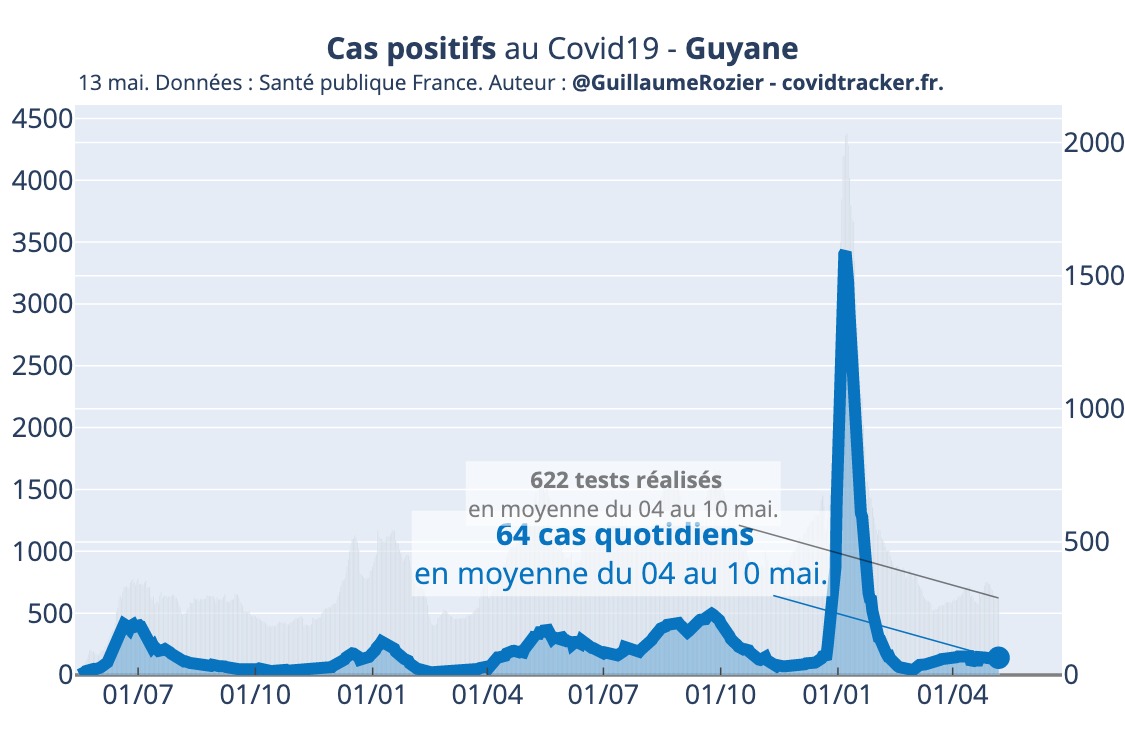 Cas positifs au Covid19 - Guyane
13 mai. Données : Santé publique France. Auteur : @GuillaumeRozier - covidtracker.fr.
4500
4000
3500
3000
2500
2000
1500
1000
500
0
2000
1500
1000
500
0
622 tests réalisés
en moyenne du 04 au 10 mai.
64 cas quotidiens
en moyenne du 04 au 10 mai.
01/07 01/10 01/01 01/04 01/07 01/10 01/01 01/04